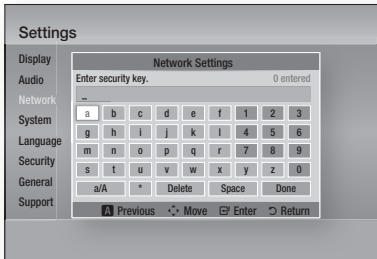 Settings
Display
Audio
Network
System
Language
Security
General
Support
Network Settings
Enter security key. 0 entered
_
a b c d e f 1 2 3
g h i j k l 4 5 6
m n o p q r 7 8 9
s t u v w x y z 0
a/A * Delete Space Done
A Previous Move Enter Return